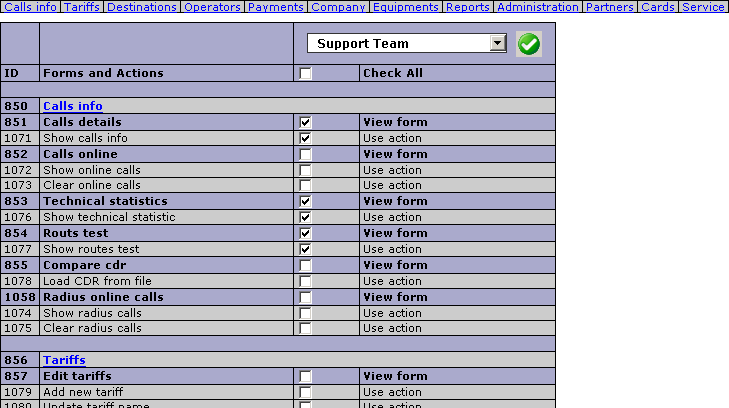 Calls info Tariffs Destinations Operators Payments Company Equipments Reports Administration Partners Cards Service
Support Team
ID Forms and Actions Check All
850 Calls info
851 Calls details View form
1071 Show calls info Use action
852 Calls online View form
1072 Show online calls Use action
1073 Clear online calls Use action
853 Technical statistics View form
1076 Show technical statistic Use action
854 Routs test View form
1077 Show routes test Use action
855 Compare cdr View form
1078 Load CDR from file Use action
1058 Radius online calls View form
1074 Show radius calls Use action
1075 Clear radius calls Use action
856 Tariffs
857 Edit tariffs View form
1079 Add new tariff Use action
1080 Update tariff name Use action